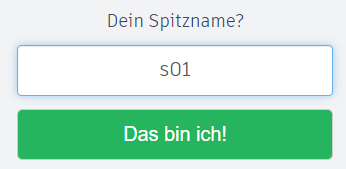 Dein Spitzname?
s01
Das bin ich!